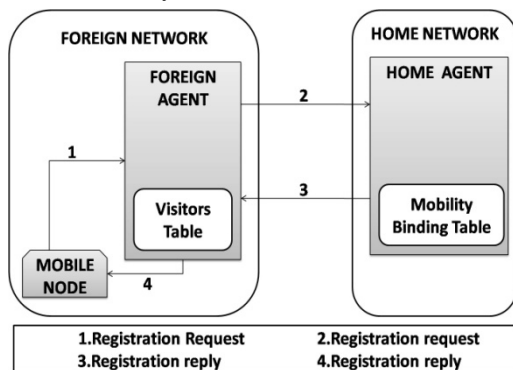 FOREIGN NETWORK
HOME NETWORK
FOREIGN
AGENT
2
HOME AGENT
1
3
Visitors
Table
Mobility
Binding Table
MOBILE
NODE
4
1.Registration Request 2.Registration request
3.Registration reply 4.Registration reply